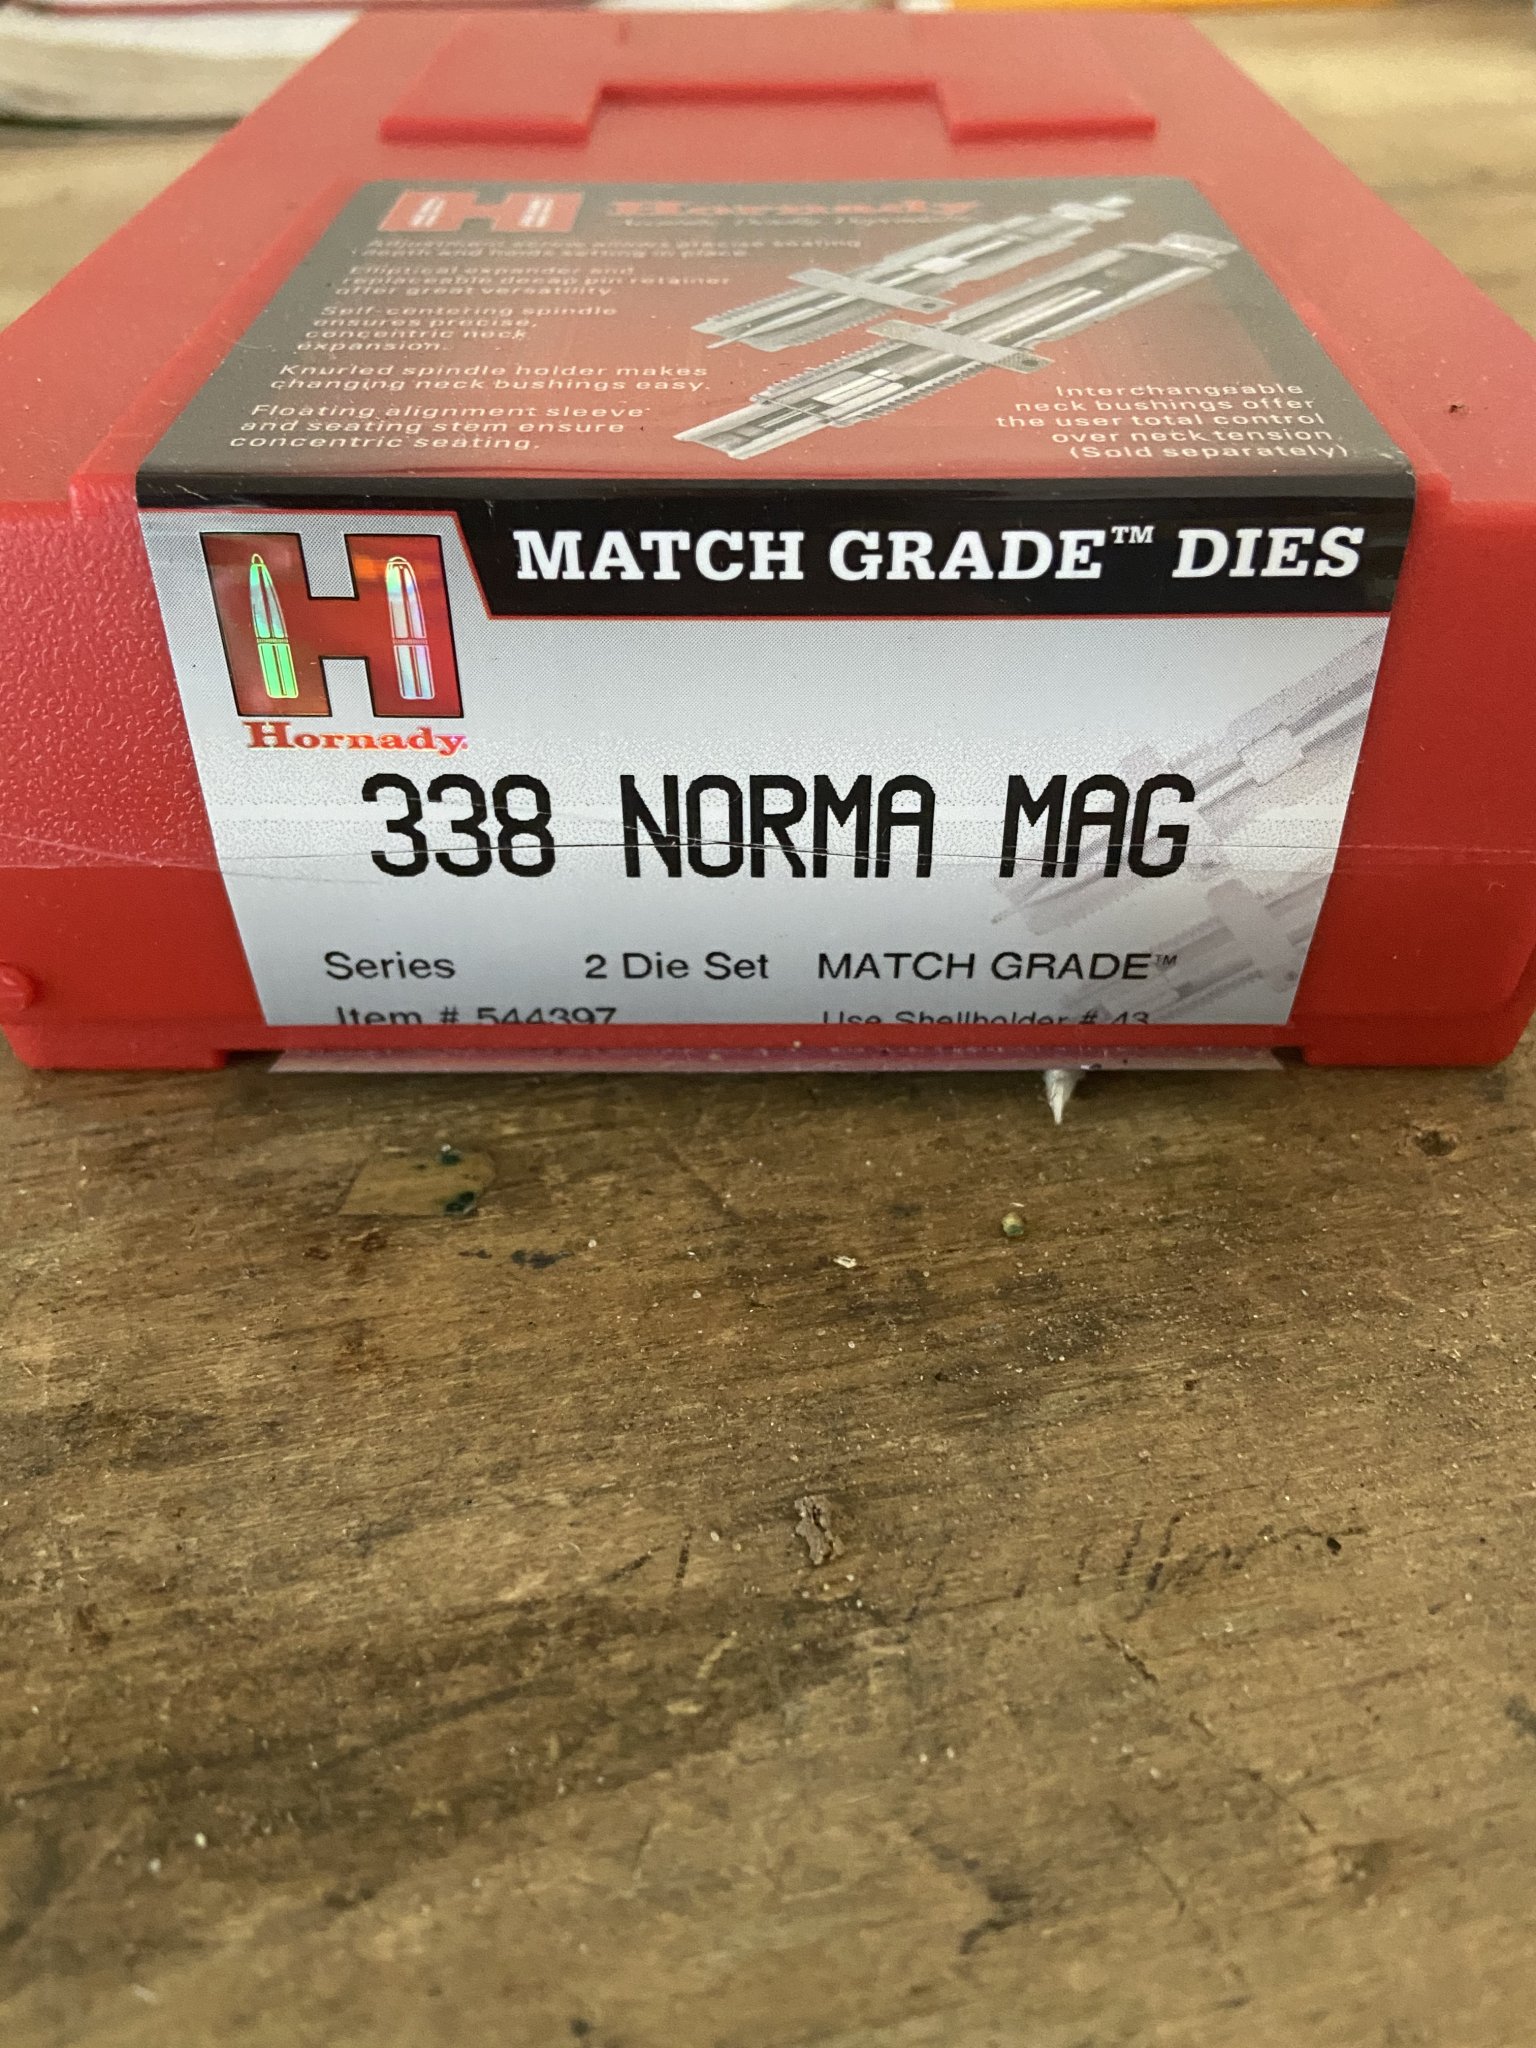 Hornady
Adjustment screw allows precise seating
depth and holds setting in place
Elliptical expander and
replaceable decap pin retainer
offer great versatility.
Self-centering spindle
ensures precise,
concentric neck
expansion.
Knurled spindle holder makes
changing neck bushings easy.
Floating alignment sleeve
and seating stem ensure
concentric seating.
Interchangeable
neck bushings offer
the user total control
over neck tension
(Sold separately)
MATCH GRADE™ DIES
Hornady
338 NORMA MAG
Series 2 Die Set MATCH GRADE™
Item # 544397 Use Shellholder # 43